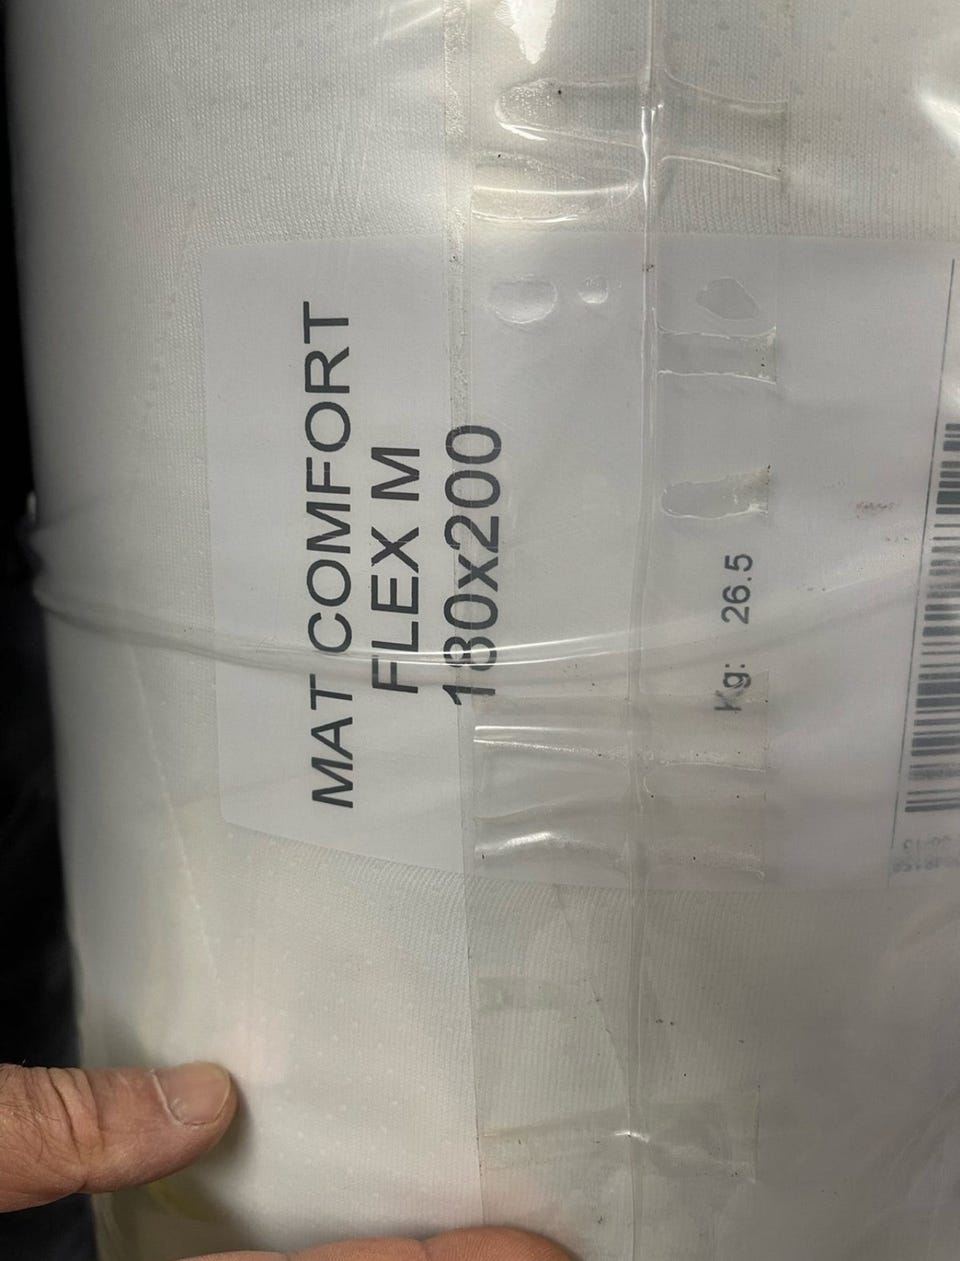 MAT COMFORT
FLEX M
180x200
Kg: 26.5